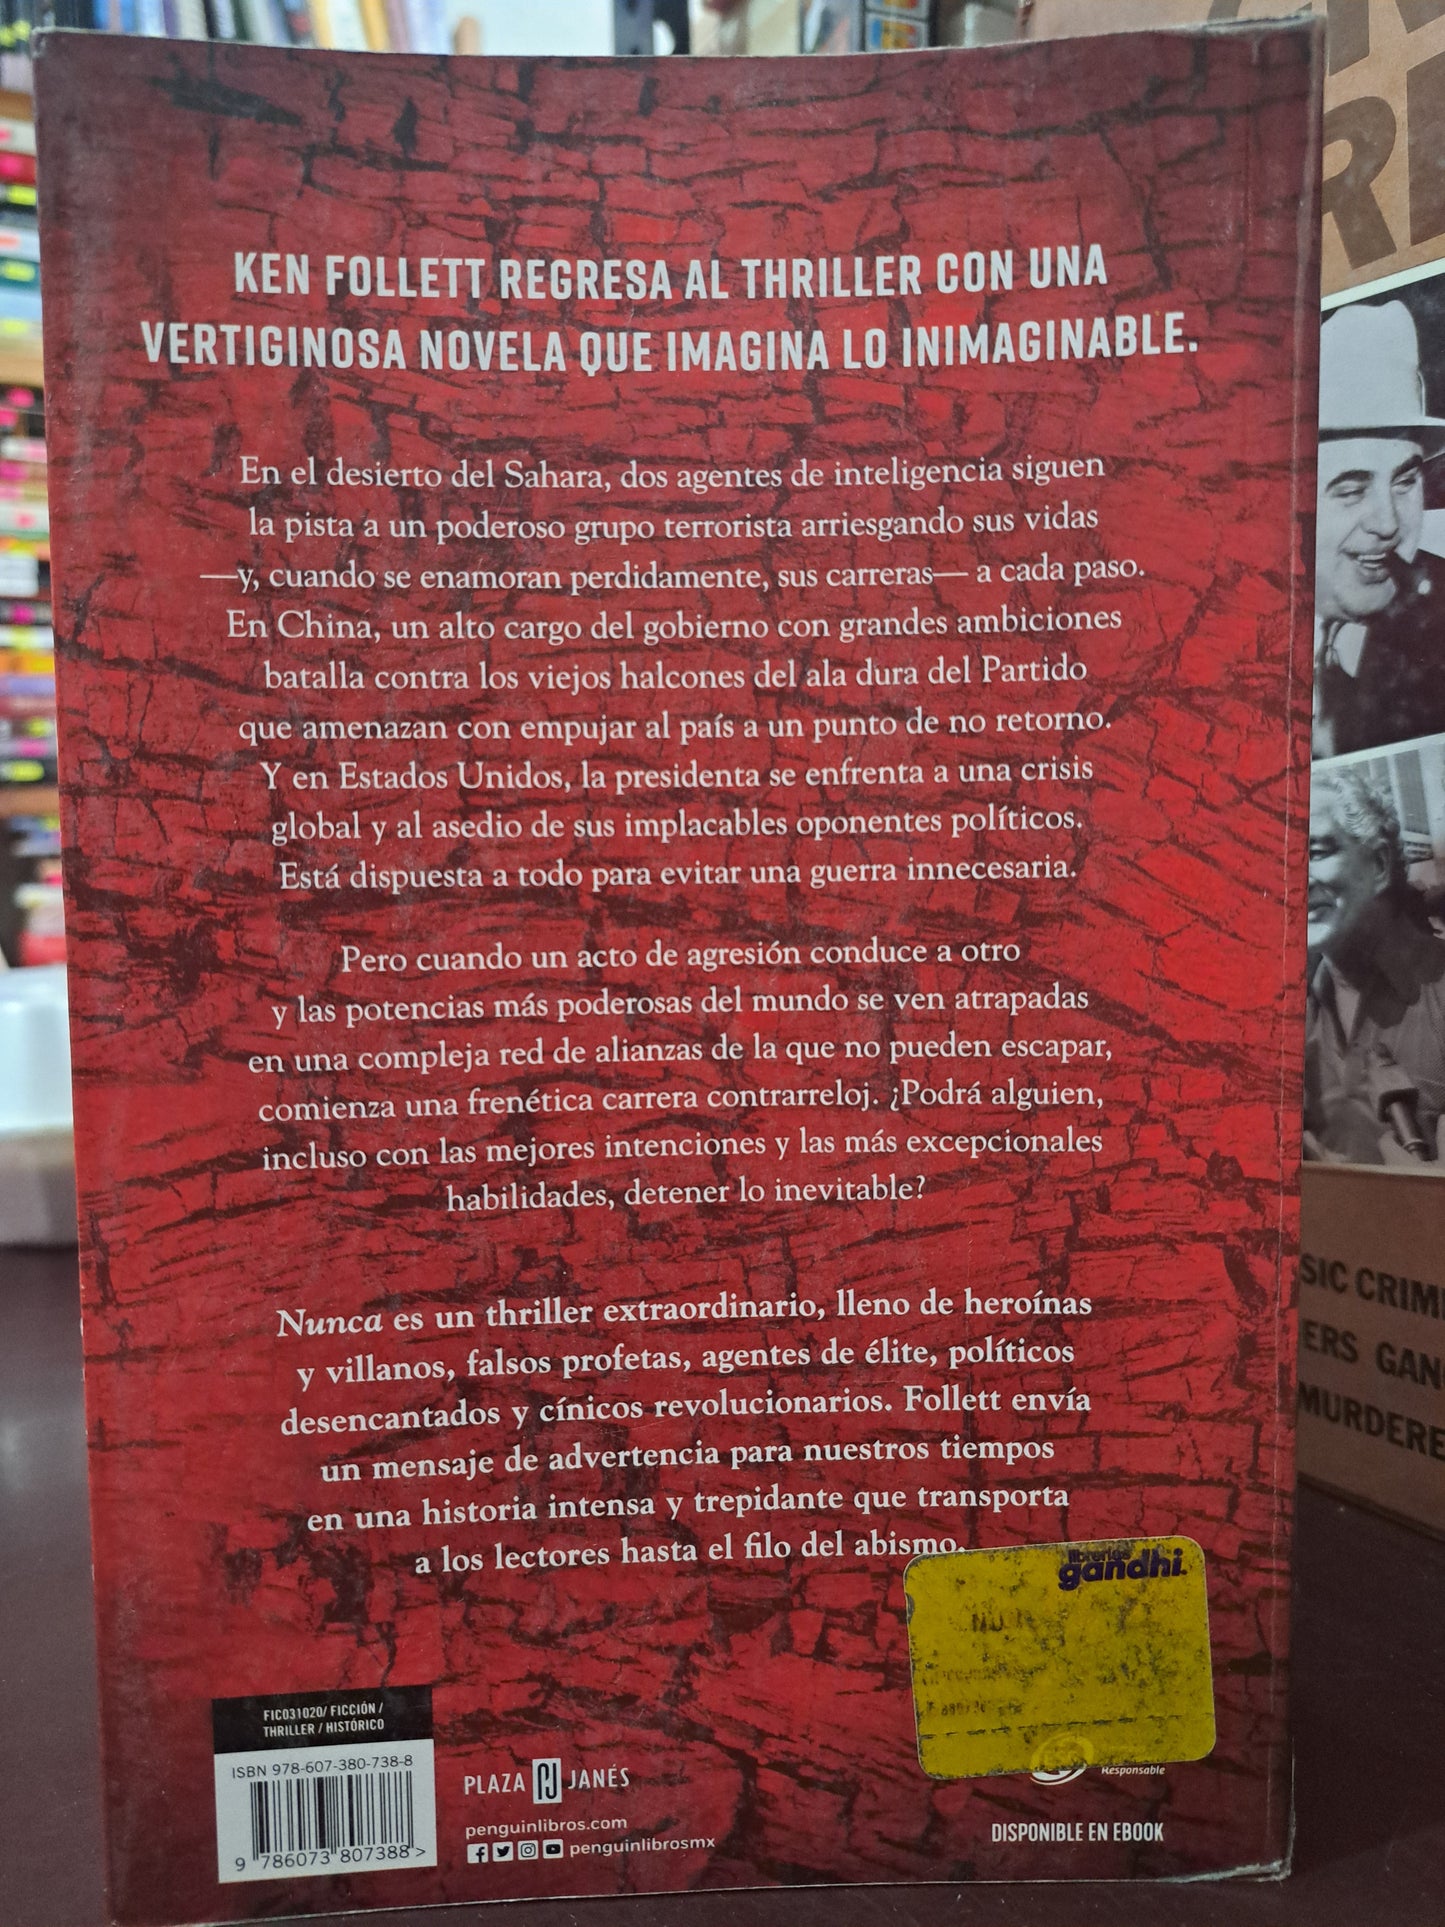 KEN FOLLETT REGRESA AL THRILLER CON UNA
VERTIGINOSA NOVELA QUE IMAGINA LO INIMAGINABLE.
En el desierto del Sahara, dos agentes de inteligencia siguen
la pista a un poderoso grupo terrorista arriesgando sus vidas
—y, cuando se enamoran perdidamente, sus carreras— a cada paso.
En China, un alto cargo del gobierno con grandes ambiciones
batalla contra los viejos halcones del ala dura del Partido
que amenazan con empujar al país a un punto de no retorno.
Y en Estados Unidos, la presidenta se enfrenta a una crisis
global y al asedio de sus implacables oponentes políticos.
Está dispuesta a todo para evitar una guerra innecesaria.
Pero cuando un acto de agresión conduce a otro
y las potencias más poderosas del mundo se ven atrapadas
en una compleja red de alianzas de la que no pueden escapar,
comienza una frenética carrera contrarreloj. ¿Podrá alguien,
incluso con las mejores intenciones y las más excepcionales
habilidades, detener lo inevitable?
Nunca es un thriller extraordinario, lleno de heroínas
y villanos, falsos profetas, agentes de élite, políticos
desencantados y cínicos revolucionarios. Follett envía
un mensaje de advertencia para nuestros tiempos
en una historia intensa y trepidante que transporta
a los lectores hasta el filo del abismo.
librerías
gandhi.
FIC031020/ FICCIÓN /
THRILLER / HISTÓRICO
ISBN 978-607-380-738-8
9 786073 807388 >
PLAZA PJ JANÉS
penguinlibros.com
penguinlibrosmx
Responsable
DISPONIBLE EN EBOOK
SIC CRIM
ERS GAN
MURDERE